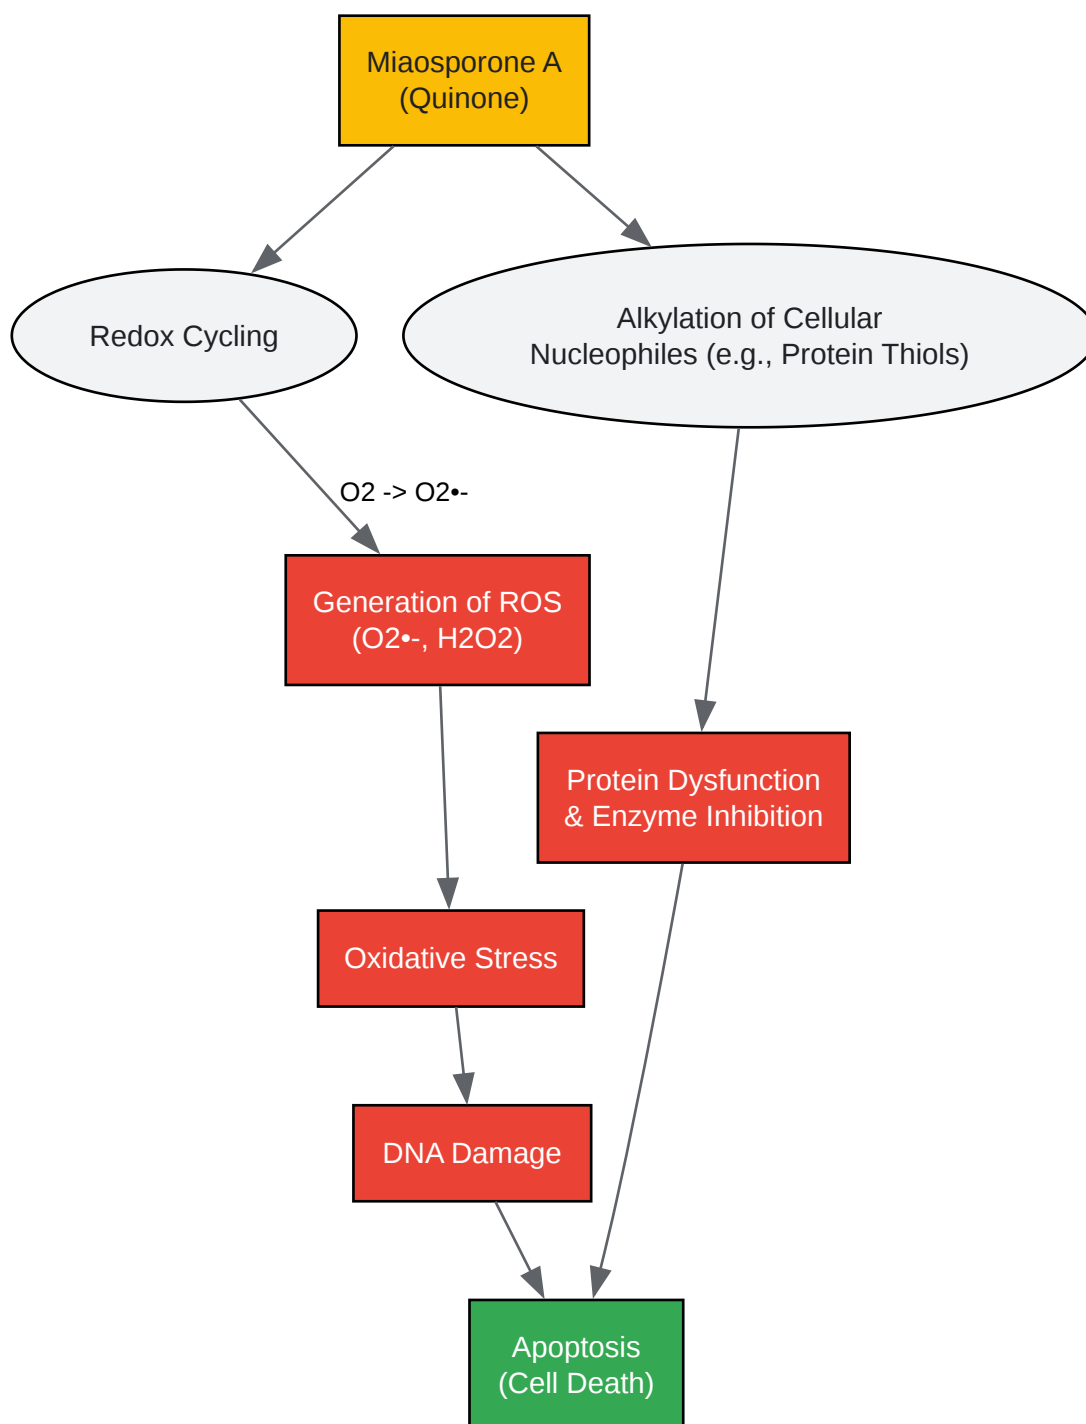 Miaosporone A
(Quinone)
Redox Cycling
Alkylation of Cellular
Nucleophiles (e.g., Protein Thiols)
O2 -> O2•-
Generation of ROS
(O2•-, H2O2)
Protein Dysfunction
& Enzyme Inhibition
Oxidative Stress
DNA Damage
Apoptosis
(Cell Death)